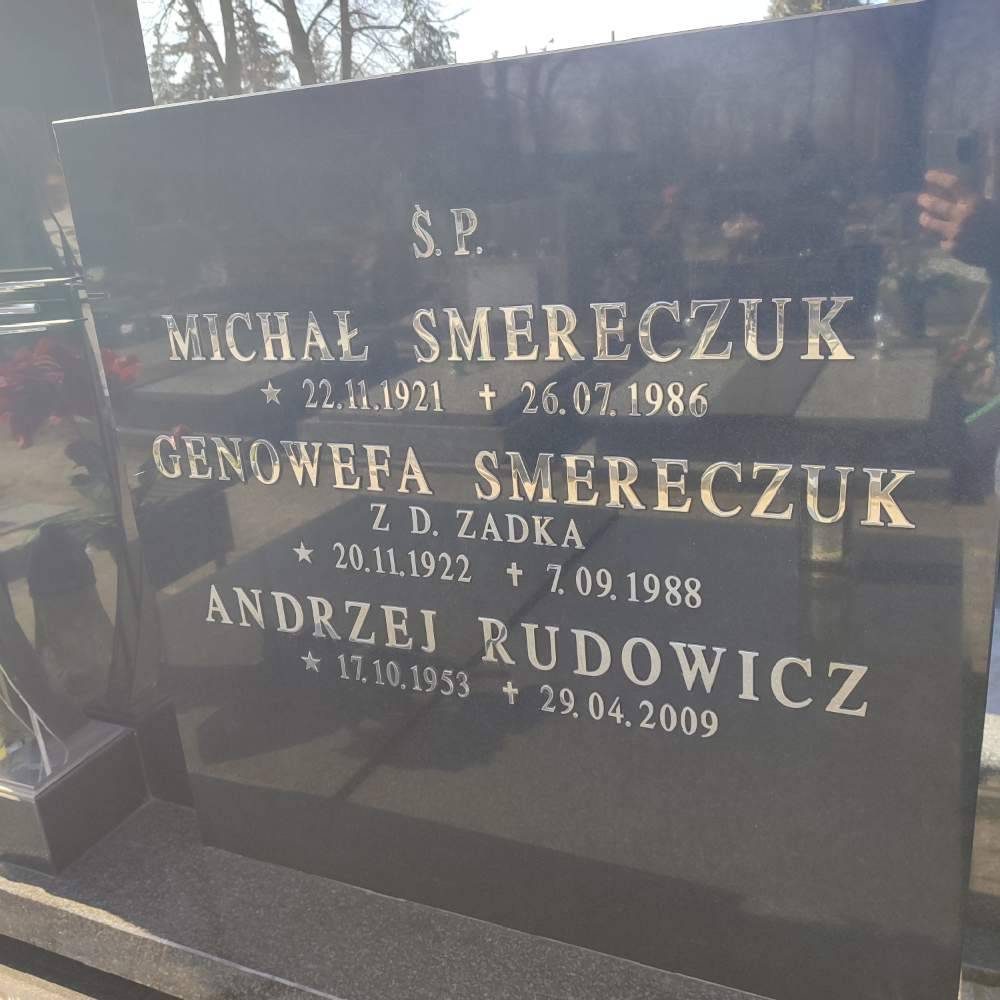 Ś. P.
MICHAŁ SMERECZUK
★ 22.11.1921 ✝ 26.07.1986
GENOWEFA SMERECZUK
Z D. ZADKA
★ 20.11.1922 ✝ 7.09.1988
ANDRZEJ RUDOWICZ
★ 17.10.1953 ✝ 29.04.2009